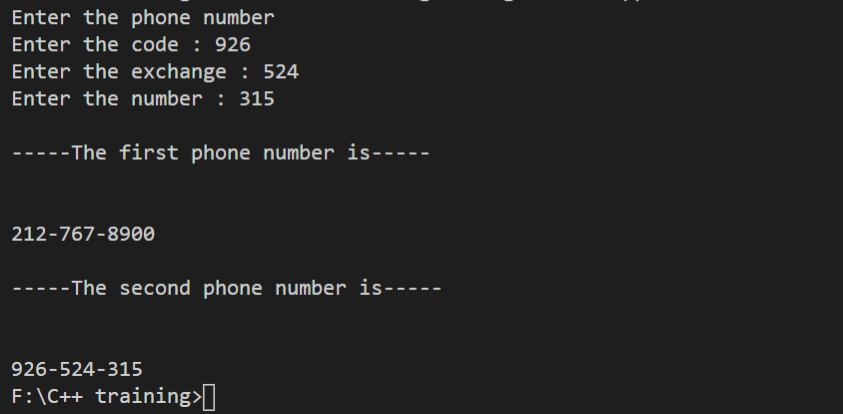 Enter the phone number
Enter the code : 926
Enter the exchange : 524
Enter the number : 315
-----The first phone number is-----
212-767-8900
-----The second phone number is-----
926-524-315
F:\C++ training>